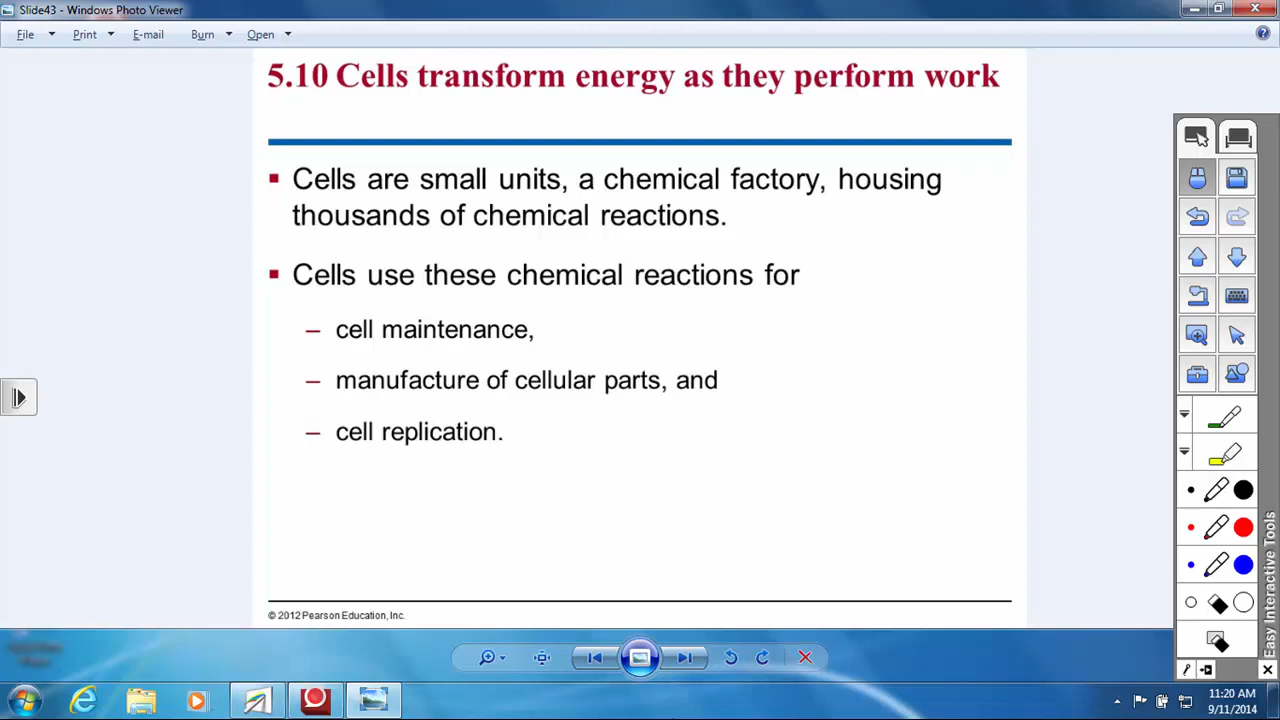 Slide43 - Windows Photo Viewer
File Print E-mail Burn Open
5.10 Cells transform energy as they perform work
▪ Cells are small units, a chemical factory, housing
thousands of chemical reactions.
▪ Cells use these chemical reactions for
– cell maintenance,
– manufacture of cellular parts, and
– cell replication.
© 2012 Pearson Education, Inc.
Easy Interactive Tools
11:20 AM
9/11/2014